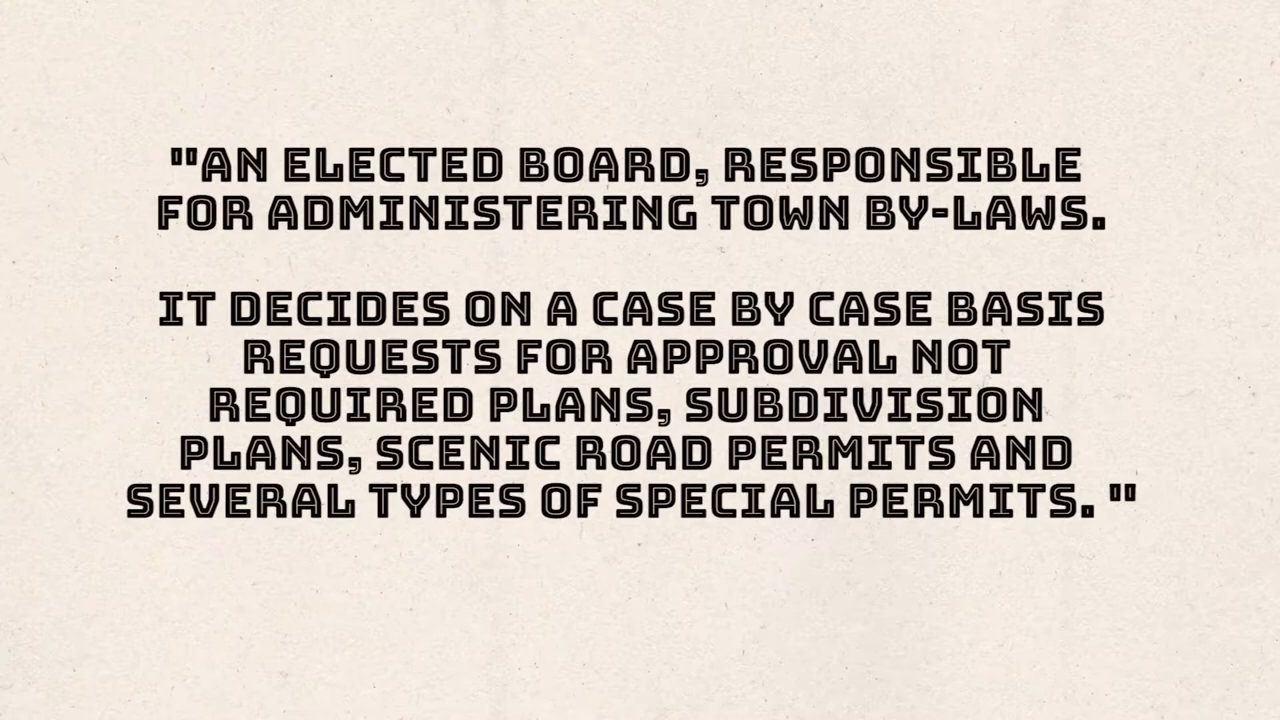 "AN ELECTED BOARD, RESPONSIBLE
FOR ADMINISTERING TOWN BY-LAWS.
IT DECIDES ON A CASE BY CASE BASIS
REQUESTS FOR APPROVAL NOT
REQUIRED PLANS, SUBDIVISION
PLANS, SCENIC ROAD PERMITS AND
SEVERAL TYPES OF SPECIAL PERMITS. "